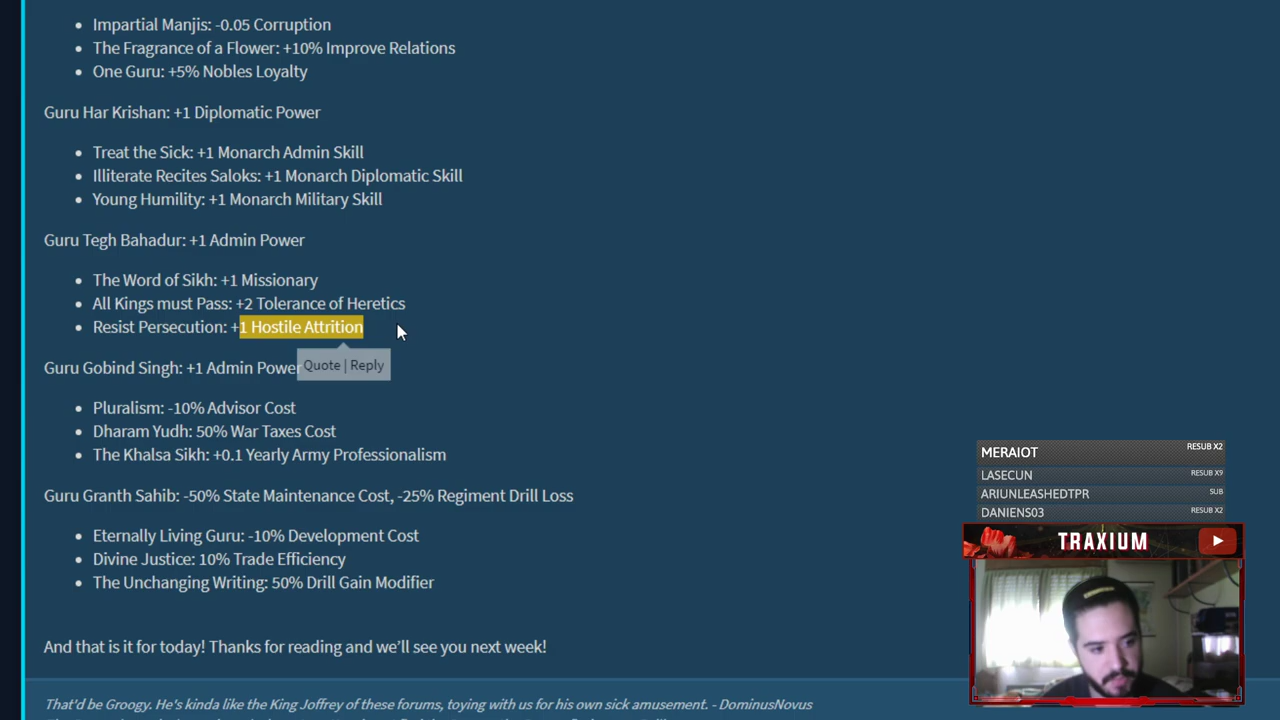 Impartial Manjis: -0.05 Corruption
The Fragrance of a Flower: +10% Improve Relations
One Guru: +5% Nobles Loyalty
Guru Har Krishan: +1 Diplomatic Power
Treat the Sick: +1 Monarch Admin Skill
Illiterate Recites Saloks: +1 Monarch Diplomatic Skill
Young Humility: +1 Monarch Military Skill
Guru Tegh Bahadur: +1 Admin Power
The Word of Sikh: +1 Missionary
All Kings must Pass: +2 Tolerance of Heretics
Resist Persecution: +1 Hostile Attrition
Quote | Reply
Guru Gobind Singh: +1 Admin Power
Pluralism: -10% Advisor Cost
Dharam Yudh: 50% War Taxes Cost
The Khalsa Sikh: +0.1 Yearly Army Professionalism
Guru Granth Sahib: -50% State Maintenance Cost, -25% Regiment Drill Loss
Eternally Living Guru: -10% Development Cost
Divine Justice: 10% Trade Efficiency
The Unchanging Writing: 50% Drill Gain Modifier
And that is it for today! Thanks for reading and we’ll see you next week!
That'd be Groogy. He's kinda like the King Joffrey of these forums, toying with us for his own sick amusement. - DominusNovus
MERAIOT RESUB X2
LASECUN RESUB X9
ARIUNLEASHEDTPR SUB
DANIENS03 RESUB X2
TRAXIUM